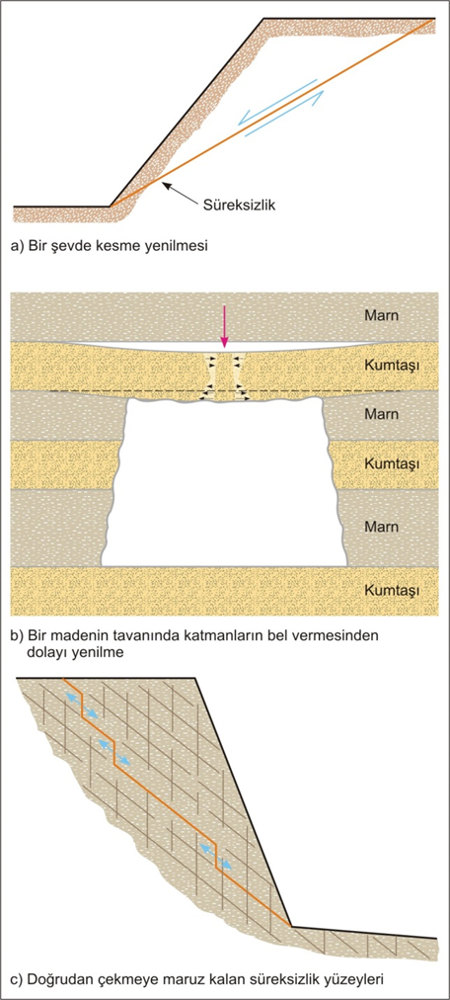 Süreksizlik
a) Bir şevde kesme yenilmesi
Marn
Kumtaşı
Marn
Kumtaşı
Marn
Kumtaşı
b) Bir madenin tavanında katmanların bel vermesinden
dolayı yenilme
c) Doğrudan çekmeye maruz kalan süreksizlik yüzeyleri